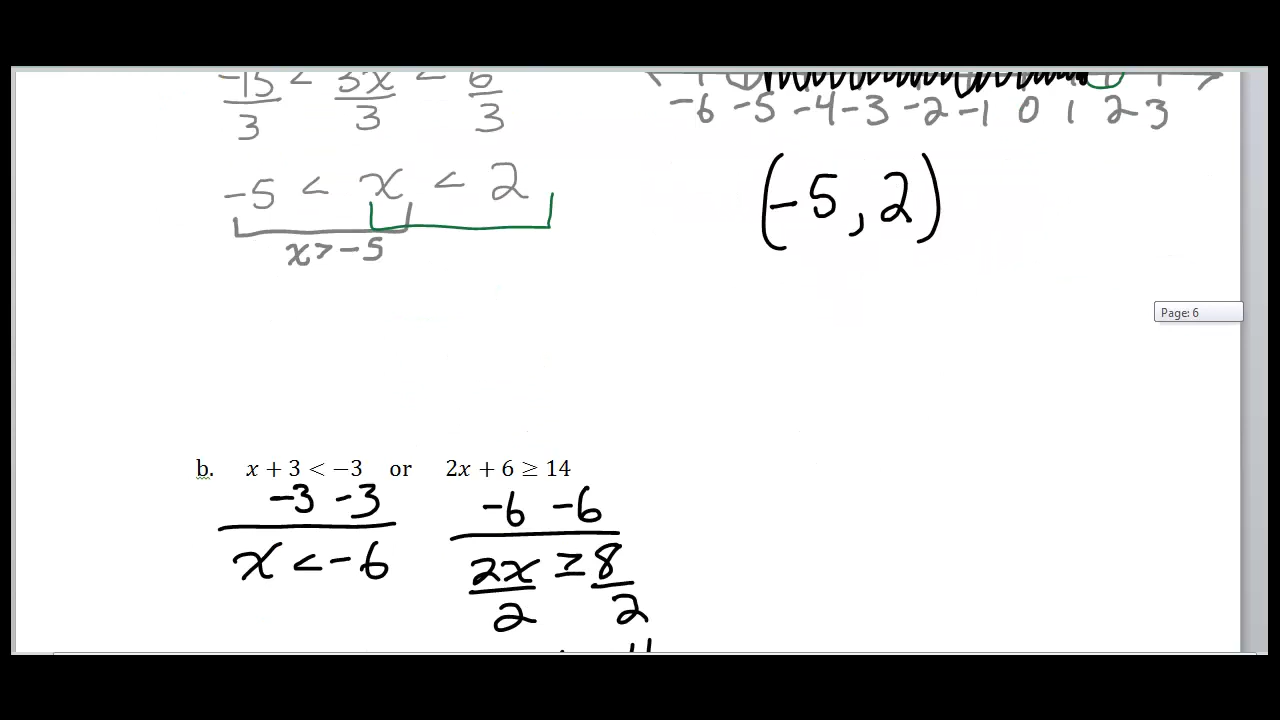 -15 < 3x < 6
3 3 3
-5 < x < 2
x > -5
-6 -5 -4 -3 -2 -1 0 1 2 3
(-5, 2)
Page: 6
b. x + 3 < −3 or 2x + 6 ≥ 14
-3 -3 -6 -6
x < -6 2x ≥ 8
2 2